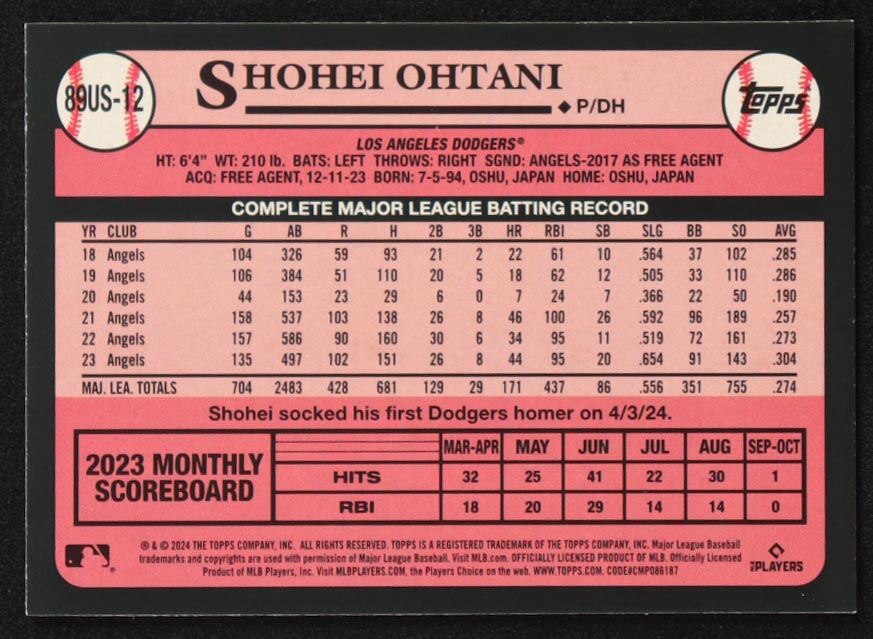 89US-12
SHOHEI OHTANI
◆ P/DH
Topps®
LOS ANGELES DODGERS®
HT: 6'4" WT: 210 lb. BATS: LEFT THROWS: RIGHT SGND: ANGELS-2017 AS FREE AGENT
ACQ: FREE AGENT, 12-11-23 BORN: 7-5-94, OSHU, JAPAN HOME: OSHU, JAPAN
COMPLETE MAJOR LEAGUE BATTING RECORD
YR CLUB G AB R H 2B 3B HR RBI SB SLG BB SO AVG
18 Angels 104 326 59 93 21 2 22 61 10 .564 37 102 .285
19 Angels 106 384 51 110 20 5 18 62 12 .505 33 110 .286
20 Angels 44 153 23 29 6 0 7 24 7 .366 22 50 .190
21 Angels 158 537 103 138 26 8 46 100 26 .592 96 189 .257
22 Angels 157 586 90 160 30 6 34 95 11 .519 72 161 .273
23 Angels 135 497 102 151 26 8 44 95 20 .654 91 143 .304
MAJ. LEA. TOTALS 704 2483 428 681 129 29 171 437 86 .556 351 755 .274
Shohei socked his first Dodgers homer on 4/3/24.
2023 MONTHLY
SCOREBOARD
MAR-APR MAY JUN JUL AUG SEP-OCT
HITS 32 25 41 22 30 1
RBI 18 20 29 14 14 0
® & © 2024 THE TOPPS COMPANY, INC. ALL RIGHTS RESERVED. TOPPS IS A REGISTERED TRADEMARK OF THE TOPPS COMPANY, INC. Major League Baseball
trademarks and copyrights are used with permission of Major League Baseball. Visit MLB.com. OFFICIALLY LICENSED PRODUCT OF MLB. Officially Licensed
Product of MLB Players, Inc. Visit MLBPLAYERS.COM, the Players Choice on the web. WWW.TOPPS.COM. CODE#CMP086187
MLB PLAYERS